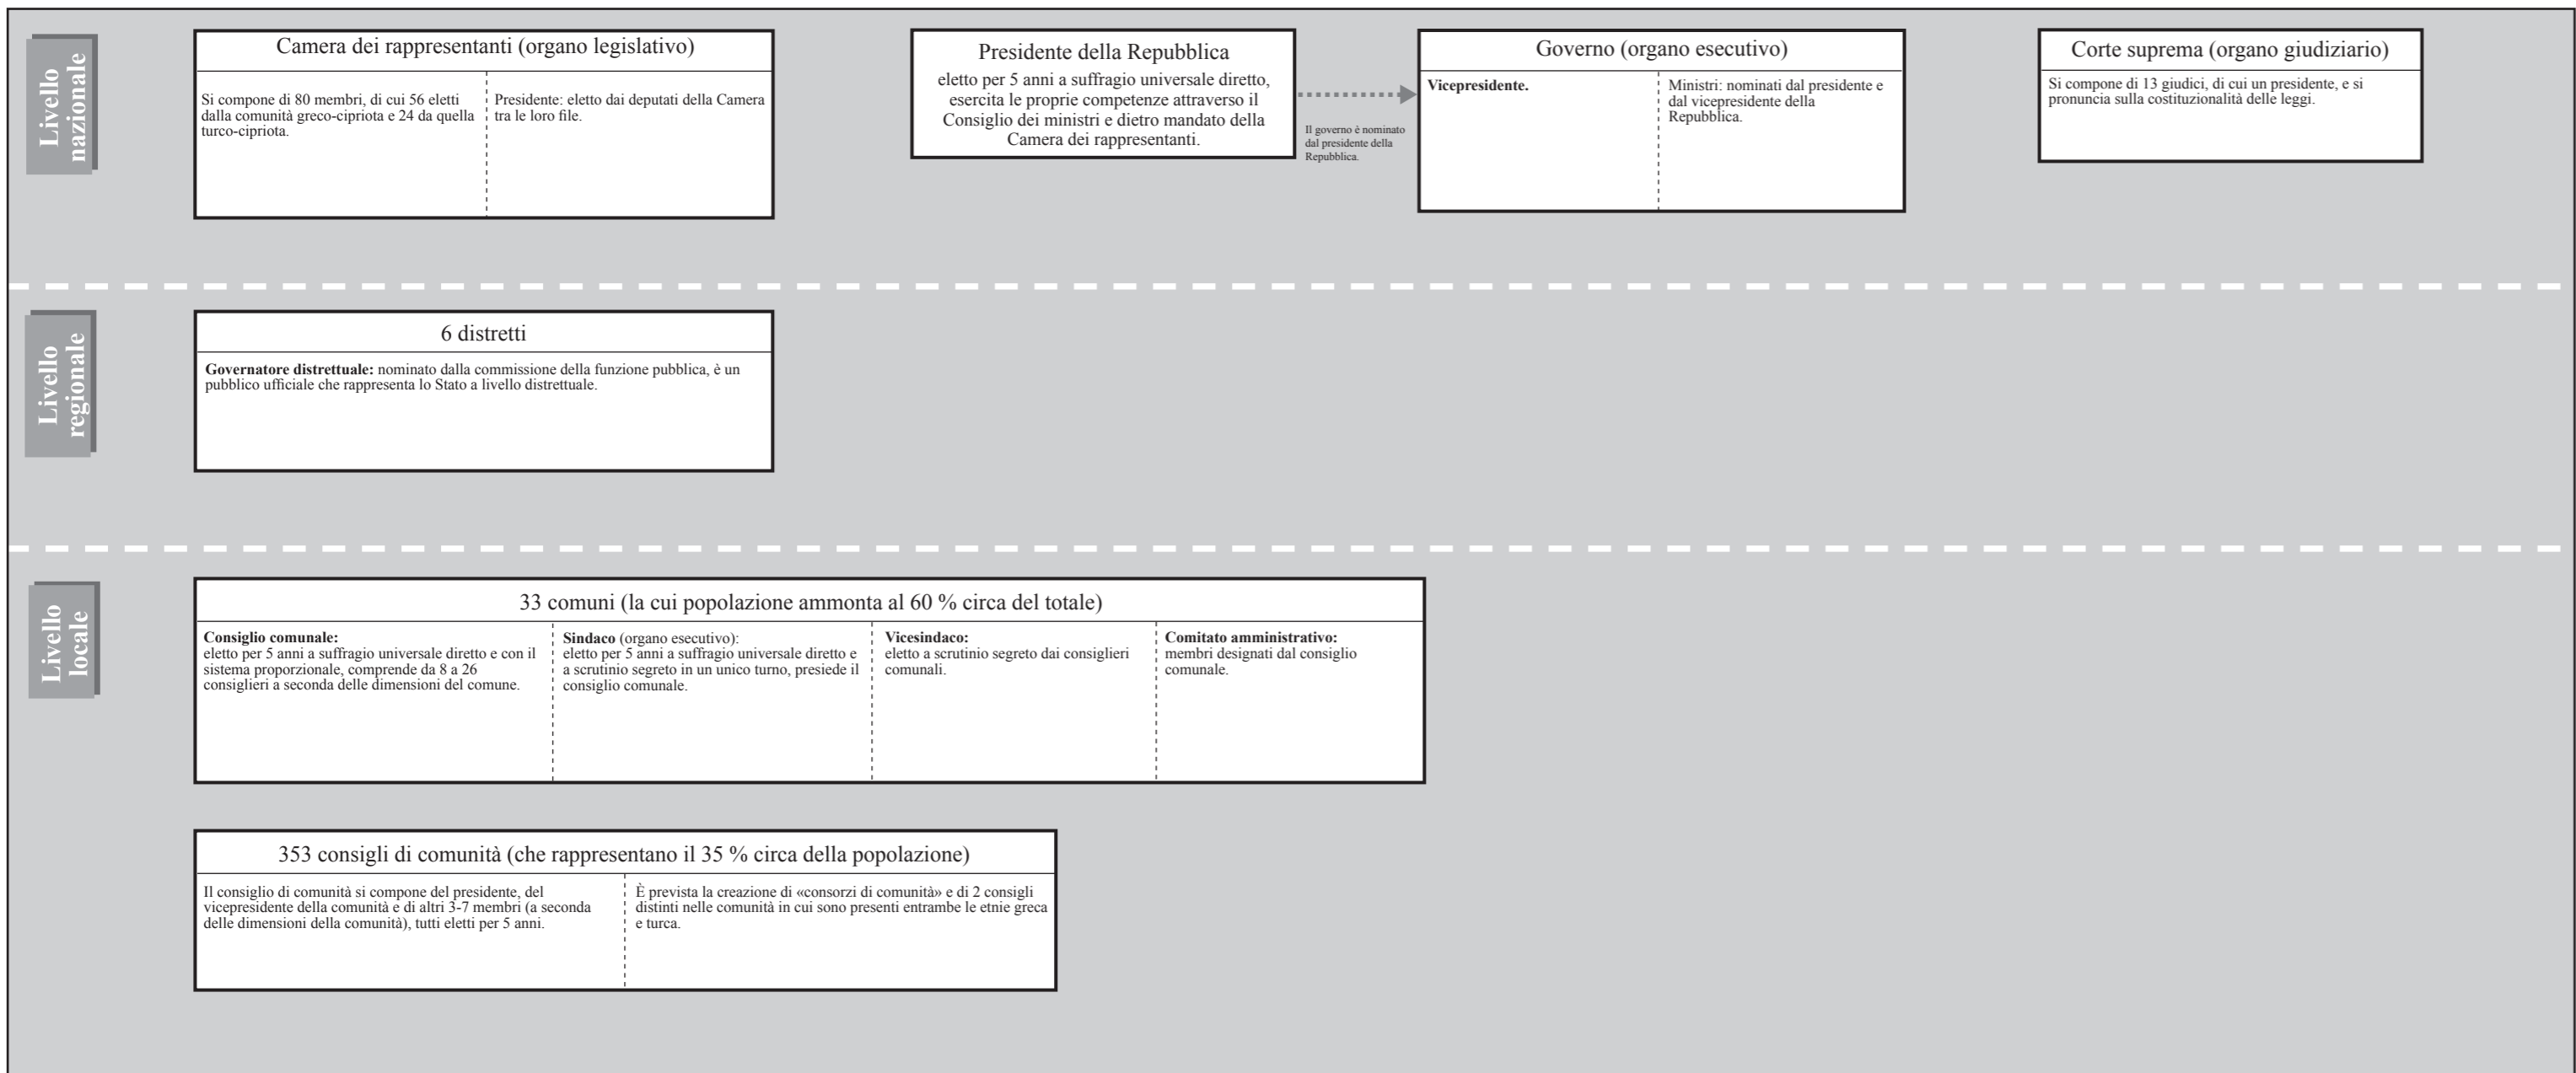 Livello
nazionale
Camera dei rappresentanti (organo legislativo)
Si compone di 80 membri, di cui 56 eletti
dalla comunità greco-cipriota e 24 da quella
turco-cipriota.
Presidente: eletto dai deputati della Camera
tra le loro file.
Presidente della Repubblica
eletto per 5 anni a suffragio universale diretto,
esercita le proprie competenze attraverso il
Consiglio dei ministri e dietro mandato della
Camera dei rappresentanti.
Il governo è nominato
dal presidente della
Repubblica.
Governo (organo esecutivo)
Vicepresidente.
Ministri: nominati dal presidente e
dal vicepresidente della
Repubblica.
Corte suprema (organo giudiziario)
Si compone di 13 giudici, di cui un presidente, e si
pronuncia sulla costituzionalità delle leggi.
Livello
regionale
6 distretti
Governatore distrettuale: nominato dalla commissione della funzione pubblica, è un
pubblico ufficiale che rappresenta lo Stato a livello distrettuale.
Livello
locale
33 comuni (la cui popolazione ammonta al 60 % circa del totale)
Consiglio comunale:
eletto per 5 anni a suffragio universale diretto e con il
sistema proporzionale, comprende da 8 a 26
consiglieri a seconda delle dimensioni del comune.
Sindaco (organo esecutivo):
eletto per 5 anni a suffragio universale diretto e
a scrutinio segreto in un unico turno, presiede il
consiglio comunale.
Vicesindaco:
eletto a scrutinio segreto dai consiglieri
comunali.
Comitato amministrativo:
membri designati dal consiglio
comunale.
353 consigli di comunità (che rappresentano il 35 % circa della popolazione)
Il consiglio di comunità si compone del presidente, del
vicepresidente della comunità e di altri 3-7 membri (a seconda
delle dimensioni della comunità), tutti eletti per 5 anni.
È prevista la creazione di «consorzi di comunità» e di 2 consigli
distinti nelle comunità in cui sono presenti entrambe le etnie greca
e turca.